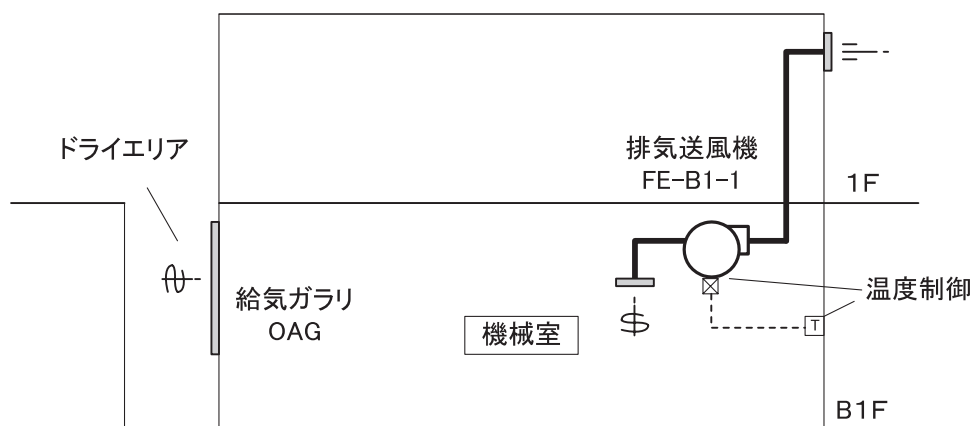 ドライエリア
排気送風機
FE-B1-1
1F
給気ガラリ
OAG
機械室
温度制御
T
B1F